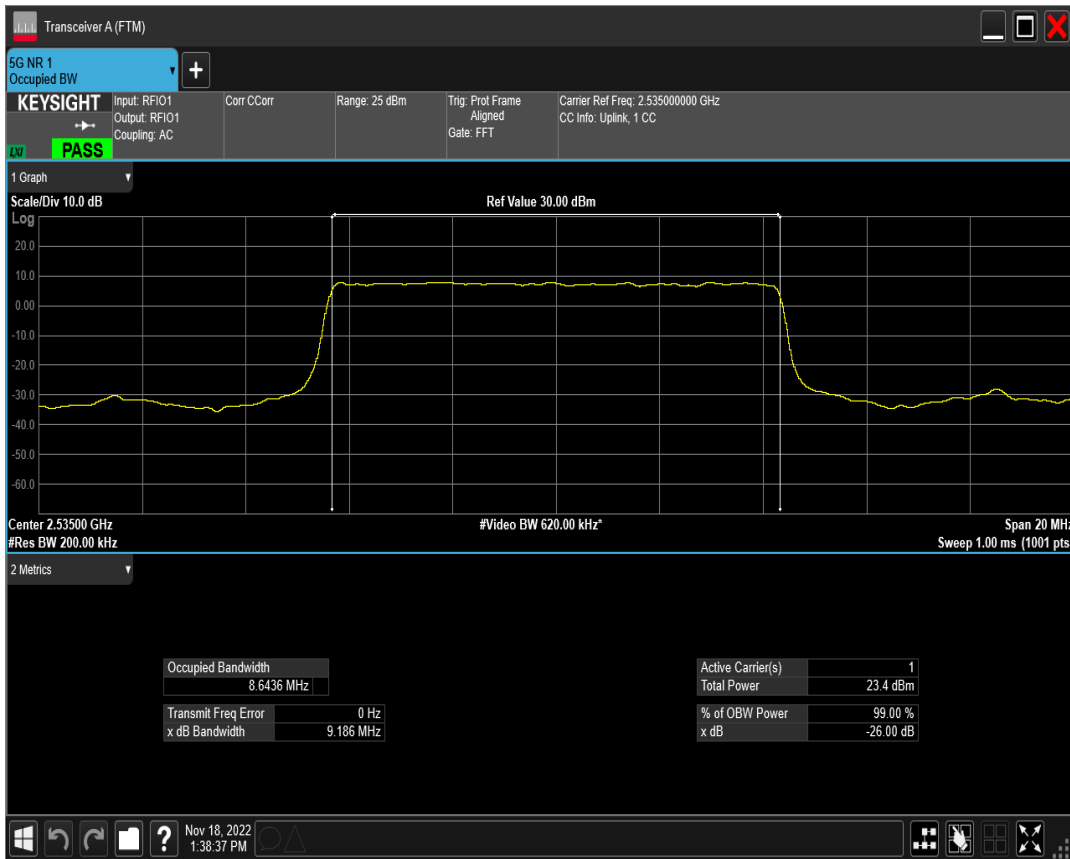 Transceiver A (FTM)
5G NR 1
Occupied BW
+
KEYSIGHT
LXI
PASS
Input: RFIO1
Output: RFIO1
Coupling: AC
Corr CCorr
Range: 25 dBm
Trig: Prot Frame
Aligned
Gate: FFT
Carrier Ref Freq: 2.535000000 GHz
CC Info: Uplink, 1 CC
1 Graph
Scale/Div 10.0 dB
Ref Value 30.00 dBm
Log
20.0
10.0
0.00
-10.0
-20.0
-30.0
-40.0
-50.0
-60.0
Center 2.53500 GHz
#Video BW 620.00 kHz*
Span 20 MHz
#Res BW 200.00 kHz
Sweep 1.00 ms (1001 pts
2 Metrics
Occupied Bandwidth
8.6436 MHz
Transmit Freq Error 0 Hz
x dB Bandwidth 9.186 MHz
Active Carrier(s) 1
Total Power 23.4 dBm
% of OBW Power 99.00 %
x dB -26.00 dB
?
Nov 18, 2022
1:38:37 PM